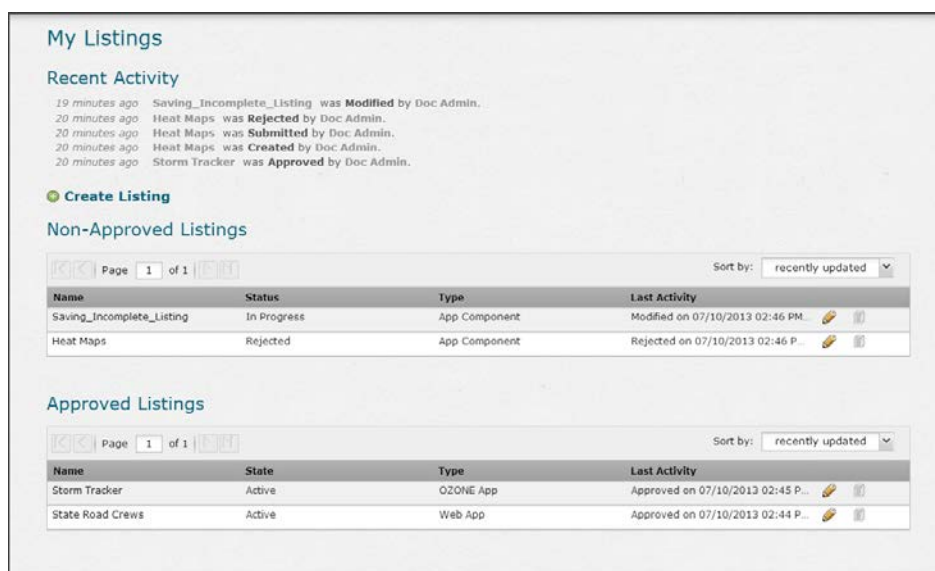 My Listings
Recent Activity
19 minutes ago Saving_Incomplete_Listing was Modified by Doc Admin.
20 minutes ago Heat Maps was Rejected by Doc Admin.
20 minutes ago Heat Maps was Submitted by Doc Admin.
20 minutes ago Heat Maps was Created by Doc Admin.
20 minutes ago Storm Tracker was Approved by Doc Admin.
Create Listing
Non-Approved Listings
Page 1 of 1 Sort by: recently updated
Name Status Type Last Activity
Saving_Incomplete_Listing In Progress App Component Modified on 07/10/2013 02:46 PM...
Heat Maps Rejected App Component Rejected on 07/10/2013 02:46 P...
Approved Listings
Page 1 of 1 Sort by: recently updated
Name State Type Last Activity
Storm Tracker Active OZONE App Approved on 07/10/2013 02:45 P...
State Road Crews Active Web App Approved on 07/10/2013 02:44 P...